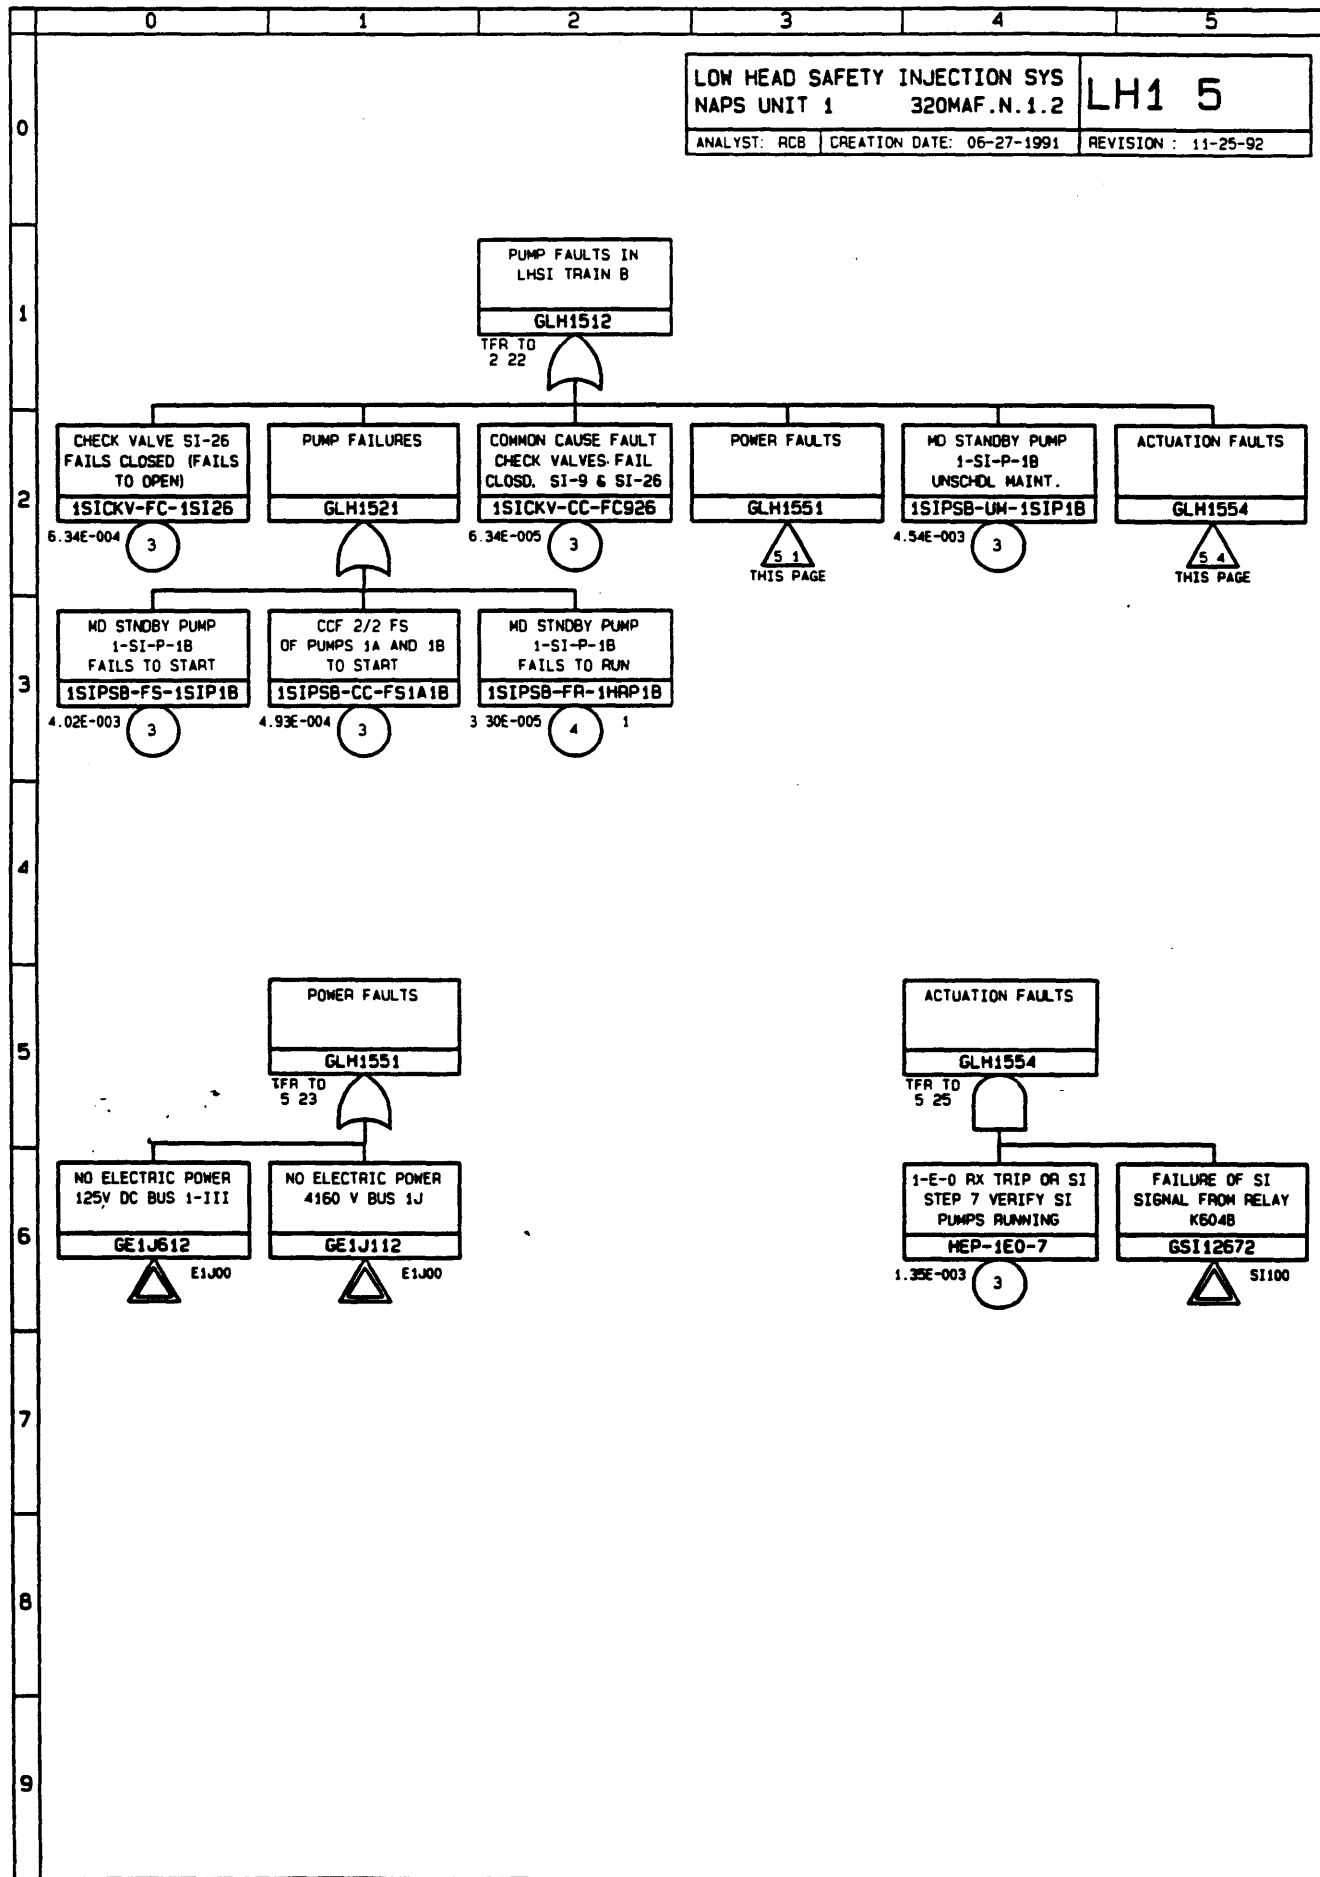 0 1 2 3 4 5
LOW HEAD SAFETY INJECTION SYS
NAPS UNIT 1 320MAF.N.1.2
LH1 5
ANALYST: RCB CREATION DATE: 06-27-1991 REVISION : 11-25-92
0
PUMP FAULTS IN
LHSI TRAIN B
GLH1512
TFR TO
2 22
1
CHECK VALVE SI-26
FAILS CLOSED (FAILS
TO OPEN)
1SICKV-FC-1SI26
6.34E-004 3
PUMP FAILURES
GLH1521
COMMON CAUSE FAULT
CHECK VALVES FAIL
CLOSD. SI-9 & SI-26
1SICKV-CC-FC926
6.34E-005 3
POWER FAULTS
GLH1551
5 1
THIS PAGE
MD STANDBY PUMP
1-SI-P-1B
UNSCHDL MAINT.
1SIPSB-UM-1SIP1B
4.54E-003 3
ACTUATION FAULTS
GLH1554
5 4
THIS PAGE
2
MD STNDBY PUMP
1-SI-P-1B
FAILS TO START
1SIPSB-FS-1SIP1B
4.02E-003 3
CCF 2/2 FS
OF PUMPS 1A AND 1B
TO START
1SIPSB-CC-FS1A1B
4.93E-004 3
MD STNDBY PUMP
1-SI-P-1B
FAILS TO RUN
1SIPSB-FR-1HRP1B
3 30E-005 4 1
3
4
POWER FAULTS
GLH1551
TFR TO
5 23
ACTUATION FAULTS
GLH1554
TFR TO
5 25
5
NO ELECTRIC POWER
125V DC BUS 1-III
GE1J612
E1J00
NO ELECTRIC POWER
4160 V BUS 1J
GE1J112
E1J00
1-E-0 RX TRIP OR SI
STEP 7 VERIFY SI
PUMPS RUNNING
HEP-1E0-7
1.35E-003 3
FAILURE OF SI
SIGNAL FROM RELAY
K604B
GSI12672
SI100
6
7
8
9